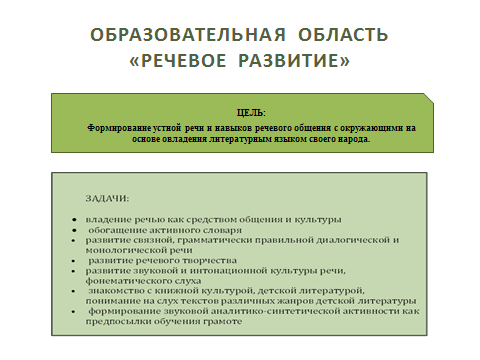 ОБРАЗОВАТЕЛЬНАЯ ОБЛАСТЬ
«РЕЧЕВОЕ РАЗВИТИЕ»
ЦЕЛЬ:
Формирование устной речи и навыков речевого общения с окружающими на
основе овладения литературным языком своего народа.
ЗАДАЧИ:
• владение речью как средством общения и культуры
• обогащение активного словаря
• развитие связной, грамматически правильной диалогической и
монологической речи
• развитие речевого творчества
• развитие звуковой и интонационной культуры речи,
фонематического слуха
• знакомство с книжной культурой, детской литературой,
понимание на слух текстов различных жанров детской литературы
• формирование звуковой аналитико-синтетической активности как
предпосылки обучения грамоте